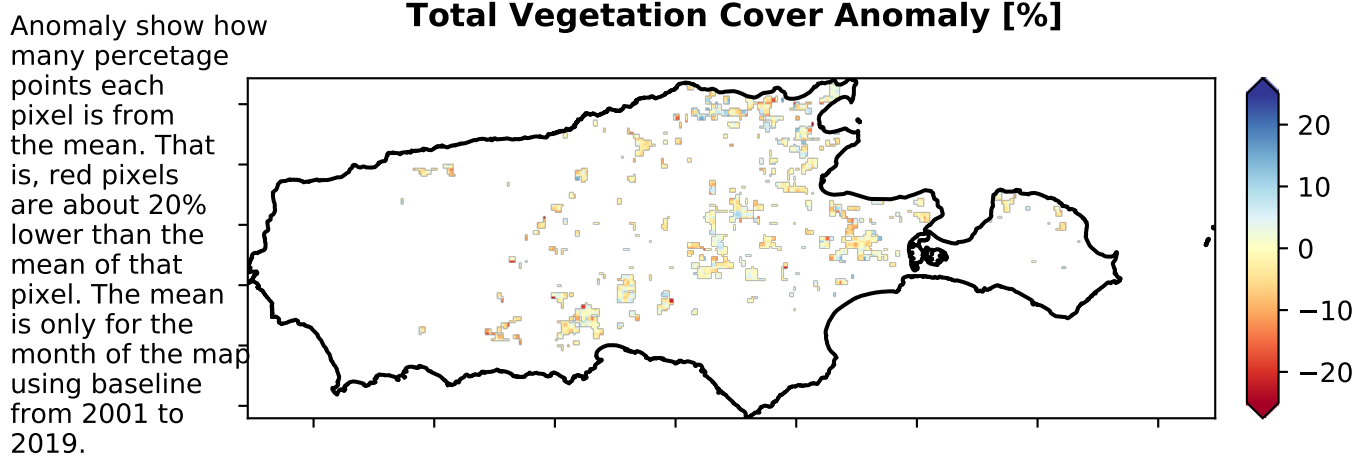 Total Vegetation Cover Anomaly [%]
Anomaly show how
many percetage
points each
pixel is from
the mean. That
is, red pixels
are about 20%
lower than the
mean of that
pixel. The mean
is only for the
month of the map
using baseline
from 2001 to
2019.
20
10
0
−10
−20